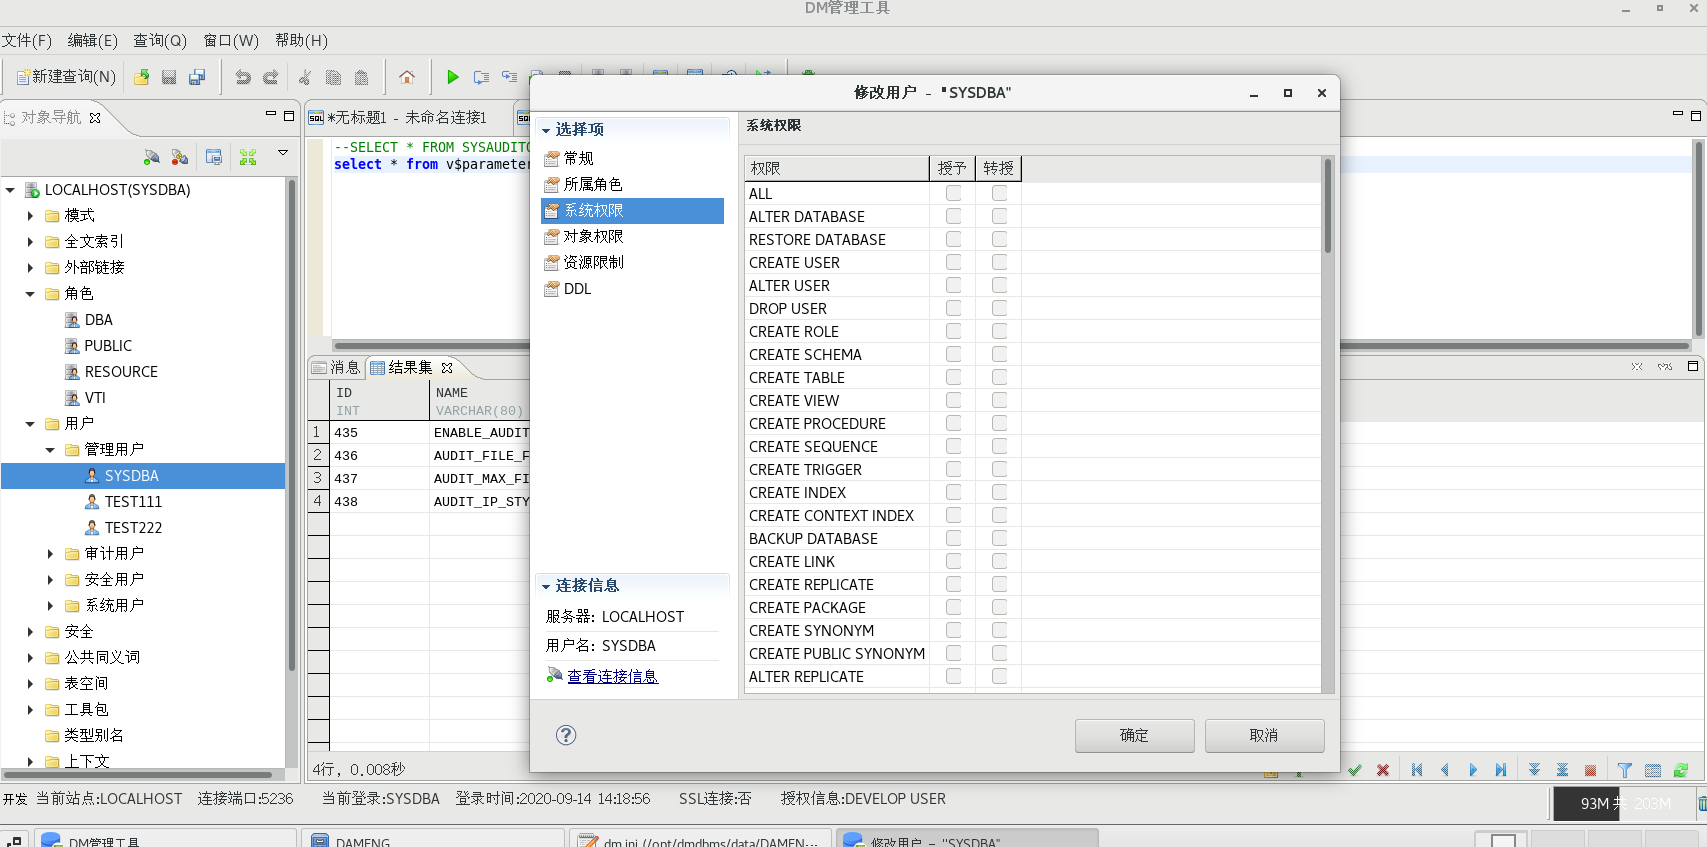 DM管理工具
文件(F) 编辑(E) 查询(Q) 窗口(W) 帮助(H)
新建查询(N)
对象导航
LOCALHOST(SYSDBA)
模式
全文索引
外部链接
角色
DBA
PUBLIC
RESOURCE
VTI
用户
管理用户
SYSDBA
TEST111
TEST222
审计用户
安全用户
系统用户
安全
公共同义词
表空间
工具包
类型别名
上下文
*无标题1 - 未命名连接1
--SELECT * FROM SYSAUDITO
select * from v$parameter
消息 结果集
ID NAME
INT VARCHAR(80)
1 435 ENABLE_AUDIT
2 436 AUDIT_FILE_F
3 437 AUDIT_MAX_FI
4 438 AUDIT_IP_STY
4行, 0.008秒
修改用户 - "SYSDBA"
选择项
常规
所属角色
系统权限
对象权限
资源限制
DDL
连接信息
服务器: LOCALHOST
用户名: SYSDBA
查看连接信息
系统权限
权限 授予 转授
ALL
ALTER DATABASE
RESTORE DATABASE
CREATE USER
ALTER USER
DROP USER
CREATE ROLE
CREATE SCHEMA
CREATE TABLE
CREATE VIEW
CREATE PROCEDURE
CREATE SEQUENCE
CREATE TRIGGER
CREATE INDEX
CREATE CONTEXT INDEX
BACKUP DATABASE
CREATE LINK
CREATE REPLICATE
CREATE PACKAGE
CREATE SYNONYM
CREATE PUBLIC SYNONYM
ALTER REPLICATE
确定 取消
开发 当前站点:LOCALHOST 连接端口:5236 当前登录:SYSDBA 登录时间:2020-09-14 14:18:56 SSL连接:否 授权信息:DEVELOP USER
93M 共 203M
DM管理工具 DAMENG dm.ini (/opt/dmdbms/data/DAMEN··· 修改用户 - "SYSDBA"